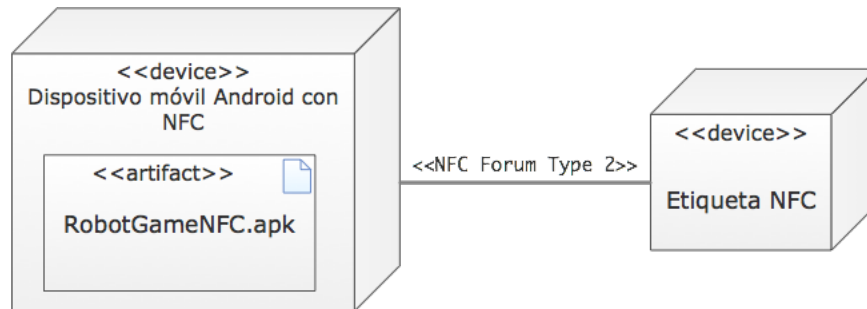 <<device>>
Dispositivo móvil Android con
NFC
<<artifact>>
RobotGameNFC.apk
<<NFC Forum Type 2>>
<<device>>
Etiqueta NFC